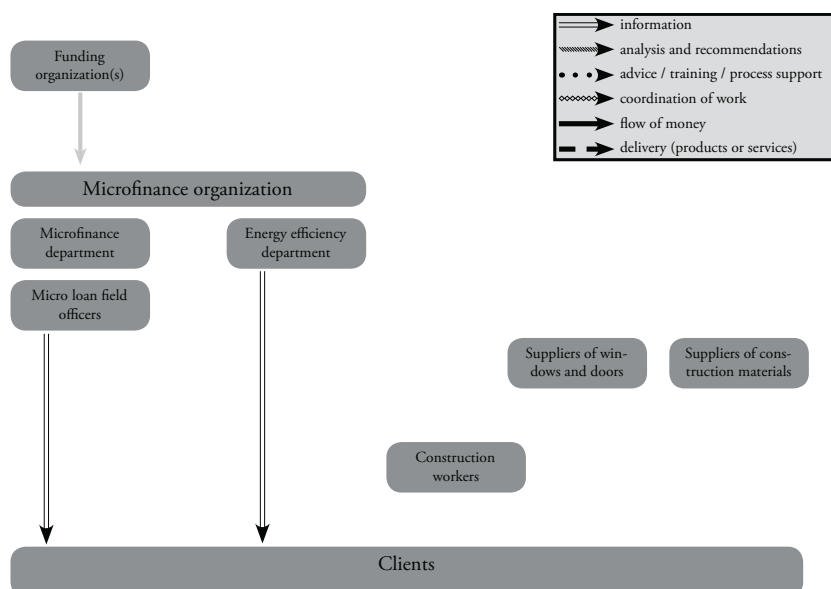 information
analysis and recommendations
advice / training / process support
coordination of work
flow of money
delivery (products or services)
Funding
organization(s)
Microfinance organization
Microfinance
department
Energy efficiency
department
Micro loan field
officers
Suppliers of win-
dows and doors
Suppliers of cons-
truction materials
Construction
workers
Clients